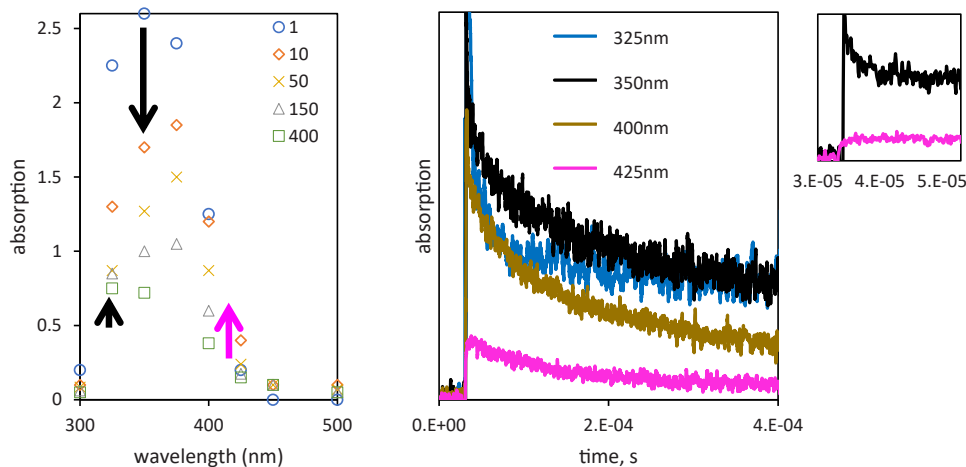 absorption
2.5
2
1.5
1
0.5
0
300
400
500
wavelength (nm)
1
10
50
150
400
absorption
325nm
350nm
400nm
425nm
0.E+00
2.E-04
4.E-04
time, s
3.E-05
4.E-05
5.E-05